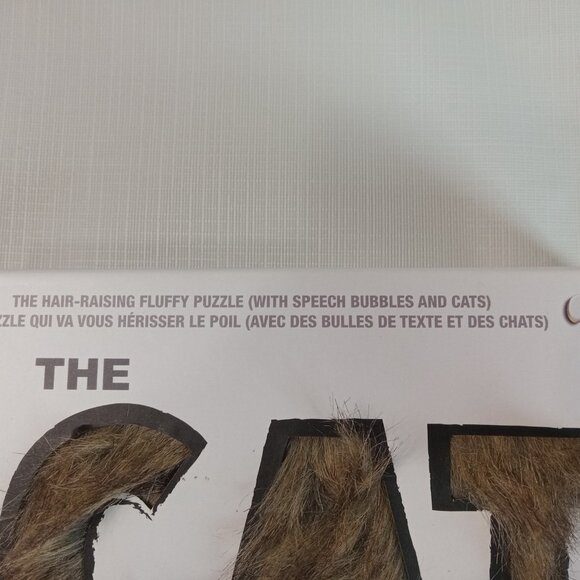 THE HAIR-RAISING FLUFFY PUZZLE (WITH SPEECH BUBBLES AND CATS)
QUI VA VOUS HÉRISSER LE POIL (AVEC DES BULLES DE TEXTE ET DES CHATS)
THE
CAT